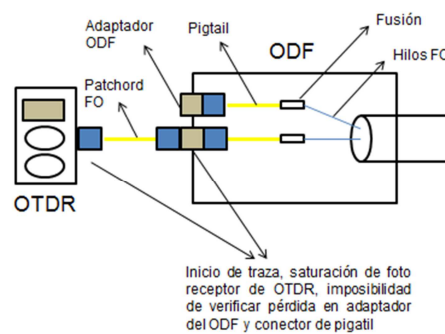 Adaptador
ODF
Pigtail
Fusión
ODF
Hilos FO
Patchord
FO
OTDR
Inicio de traza, saturación de foto
receptor de OTDR, imposibilidad
de verificar pérdida en adaptador
del ODF y conector de pigatil